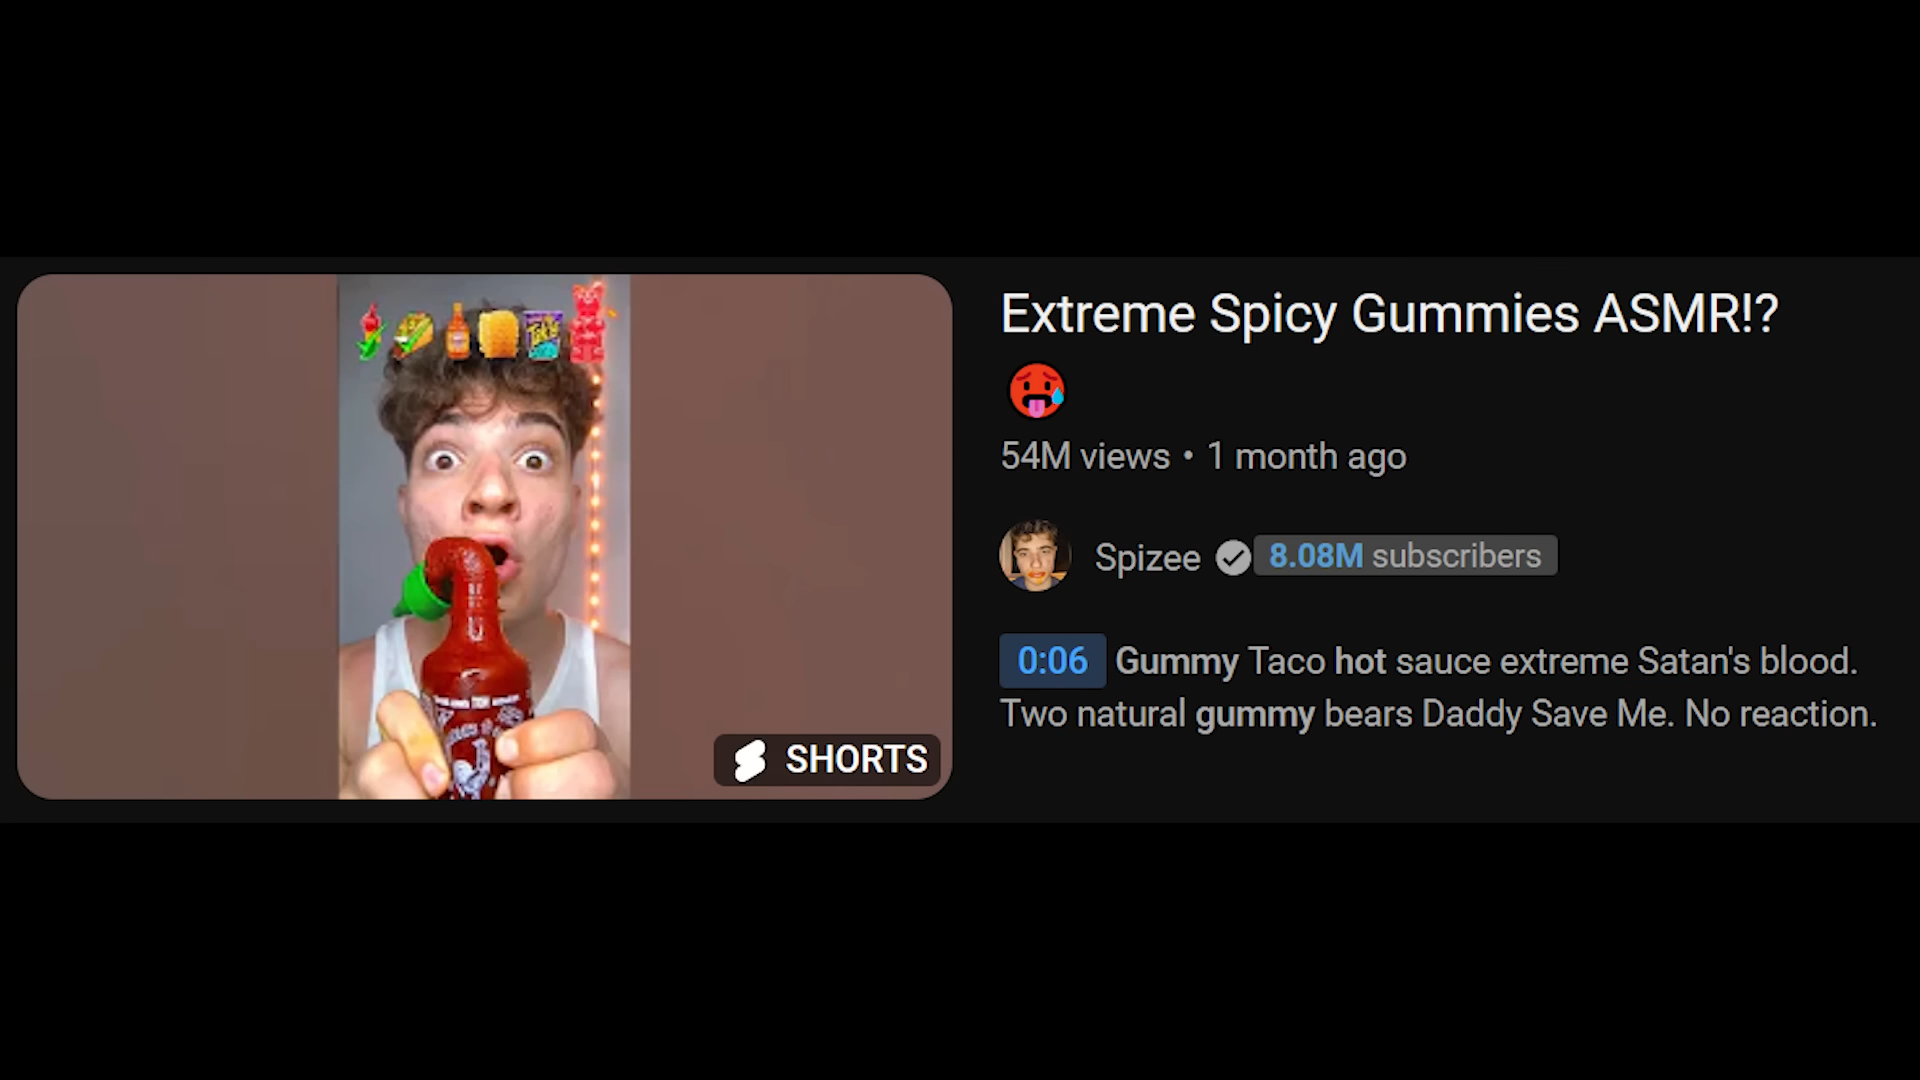 Extreme Spicy Gummies ASMR!?
🥵
54M views • 1 month ago
Spizee
8.08M subscribers
0:06 Gummy Taco hot sauce extreme Satan's blood.
Two natural gummy bears Daddy Save Me. No reaction.
SHORTS